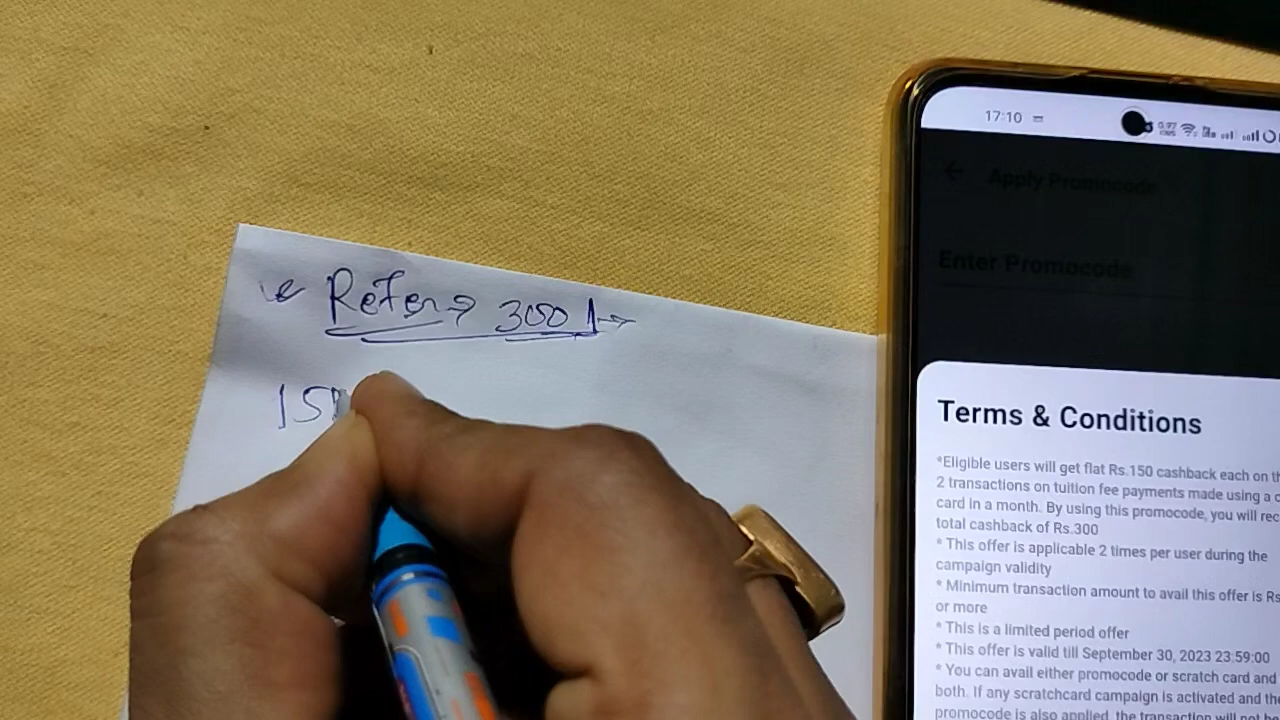 Refer → 300 1→
15
17:10
Apply Promocode
Enter Promocode
Terms & Conditions
*Eligible users will get flat Rs.150 cashback each on
2 transactions on tuition fee payments made using a
card in a month. By using this promocode, you will
total cashback of Rs.300
* This offer is applicable 2 times per user during the
campaign validity
* Minimum transaction amount to avail this offer is Rs
or more
* This is a limited period offer
* This offer is valid till September 30, 2023 23:59:00
* You can avail either promocode or scratch card and
both. If any scratchcard campaign is activated and
promocode is also applied, the transaction will not